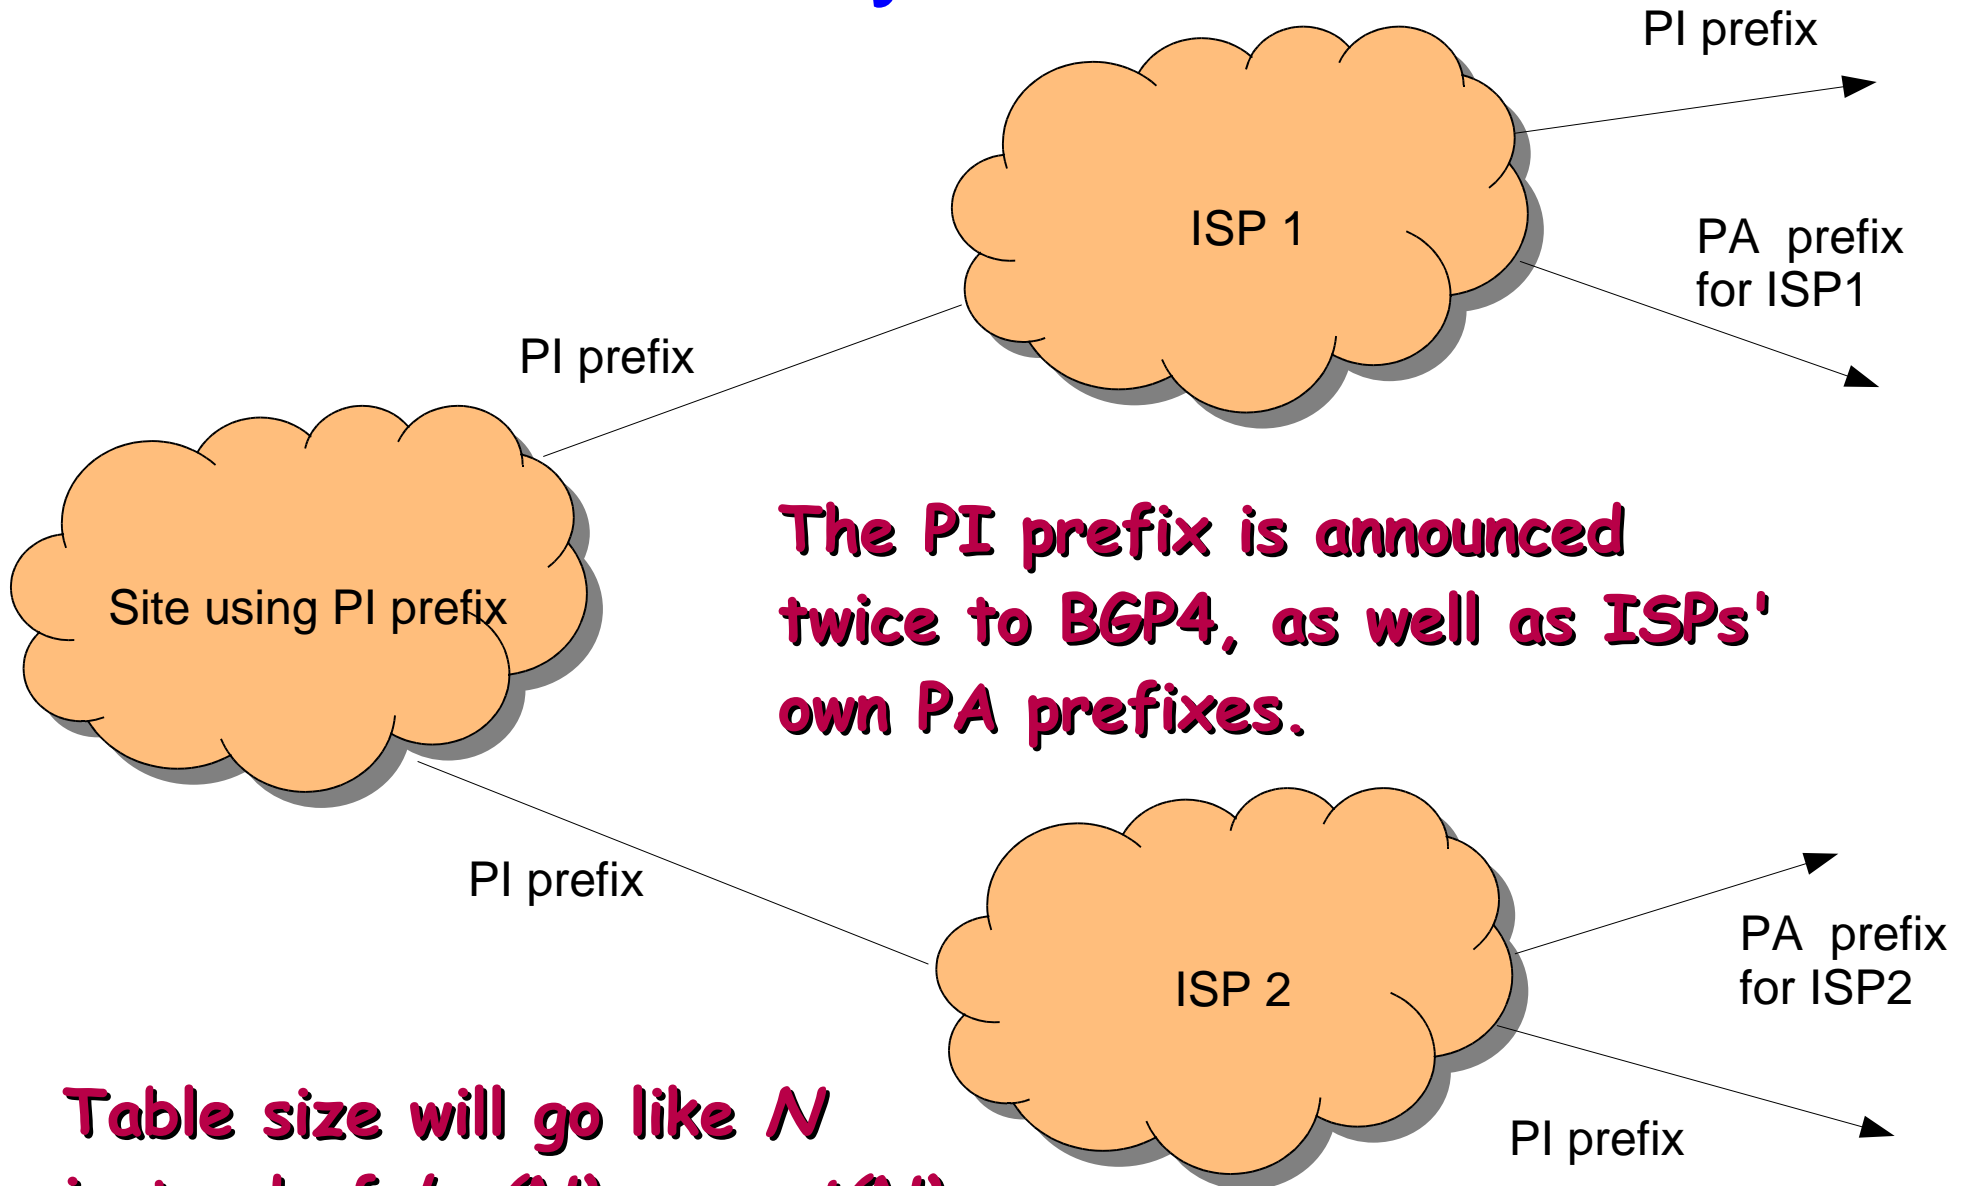 PI prefix
ISP 1
PA prefix
for ISP1
PI prefix
The PI prefix is announced
twice to BGP4, as well as ISPs'
own PA prefixes.
Site using PI prefix
PI prefix
ISP 2
PA prefix
for ISP2
PI prefix
Table size will go like N